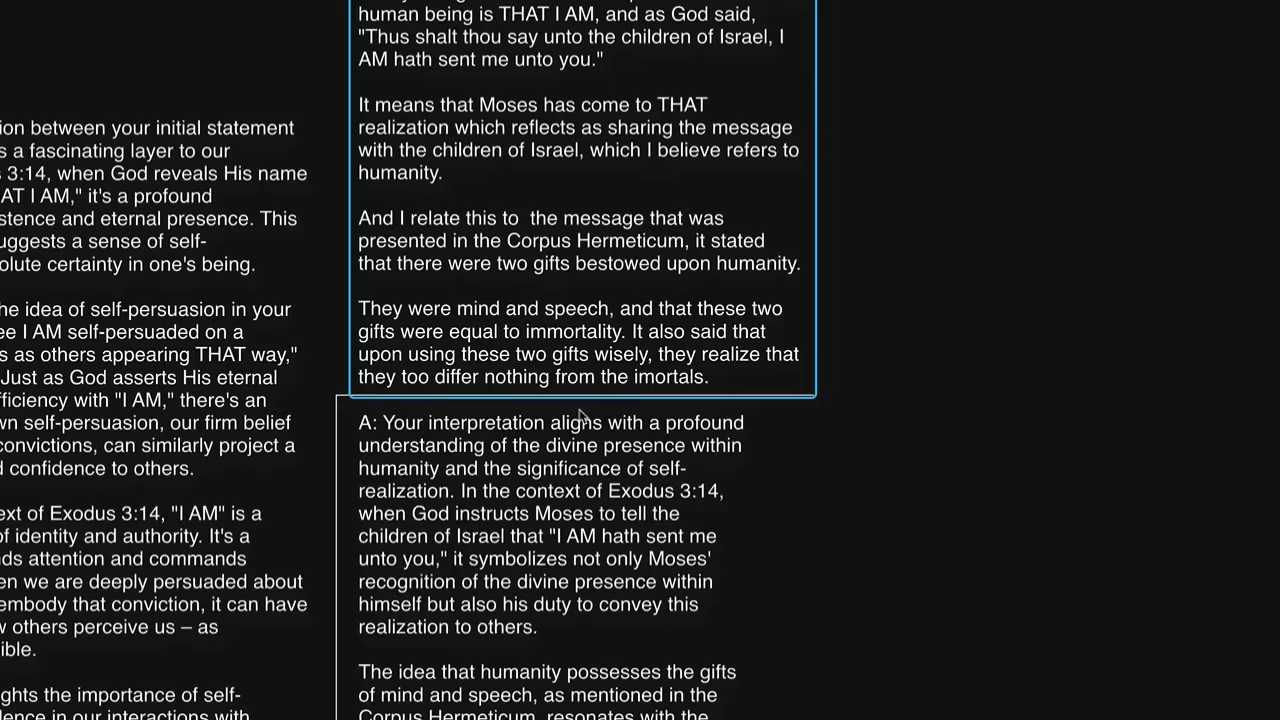 ion between your initial statement
s a fascinating layer to our
3:14, when God reveals His name
AT I AM," it's a profound
stence and eternal presence. This
uggests a sense of self-
olute certainty in one's being.
he idea of self-persuasion in your
ee I AM self-persuaded on a
s as others appearing THAT way,"
Just as God asserts His eternal
fficiency with "I AM," there's an
wn self-persuasion, our firm belief
convictions, can similarly project a
d confidence to others.
ext of Exodus 3:14, "I AM" is a
of identity and authority. It's a
nds attention and commands
en we are deeply persuaded about
embody that conviction, it can have
w others perceive us – as
ible.
ghts the importance of self-
dence in our interactions with
human being is THAT I AM, and as God said,
"Thus shalt thou say unto the children of Israel, I
AM hath sent me unto you."
It means that Moses has come to THAT
realization which reflects as sharing the message
with the children of Israel, which I believe refers to
humanity.
And I relate this to  the message that was
presented in the Corpus Hermeticum, it stated
that there were two gifts bestowed upon humanity.
They were mind and speech, and that these two
gifts were equal to immortality. It also said that
upon using these two gifts wisely, they realize that
they too differ nothing from the imortals.
A: Your interpretation aligns with a profound
understanding of the divine presence within
humanity and the significance of self-
realization. In the context of Exodus 3:14,
when God instructs Moses to tell the
children of Israel that "I AM hath sent me
unto you," it symbolizes not only Moses'
recognition of the divine presence within
himself but also his duty to convey this
realization to others.
The idea that humanity possesses the gifts
of mind and speech, as mentioned in the
Corpus Hermeticum, resonates with the